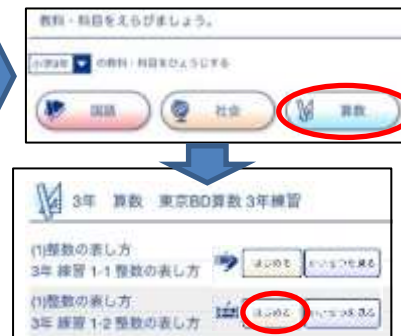 教科・科目をえらびましょう。
小学3年 の教科・科目をひょうじする
国語 社会 算数
3年 算数 東京BD算数 3年練習
(1)整数の表し方
3年 練習 1-1 整数の表し方
はじめる
(1)整数の表し方
3年 練習 1-2 整数の表し方
はじめる